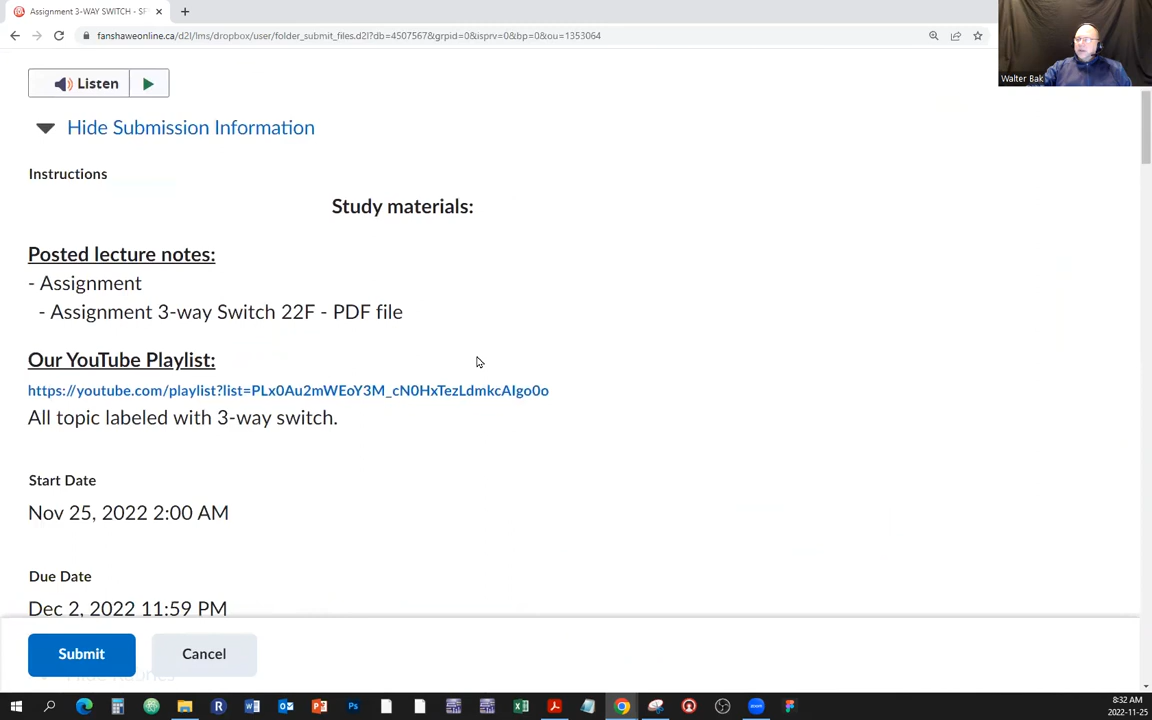 Assignment 3-WAY SWITCH - SF
fanshaweonline.ca/d2l/lms/dropbox/user/folder_submit_files.d2l?db=4507567&grpid=0&isprv=0&bp=0&ou=1353064
Walter Bak
Listen
Hide Submission Information
Instructions
Study materials:
Posted lecture notes:
- Assignment
- Assignment 3-way Switch 22F - PDF file
Our YouTube Playlist:
https://youtube.com/playlist?list=PLx0Au2mWEoY3M_cN0HxTezLdmkcAIgo0o
All topic labeled with 3-way switch.
Start Date
Nov 25, 2022 2:00 AM
Due Date
Dec 2, 2022 11:59 PM
Submit
Cancel
8:32 AM
2022-11-25